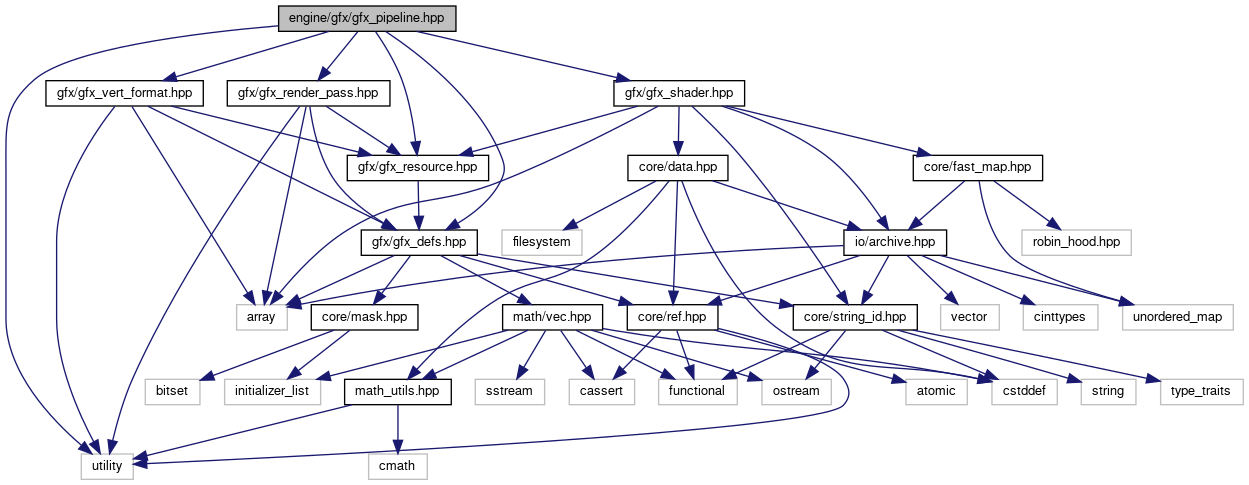 engine/gfx/gfx_pipeline.hpp
gfx/gfx_vert_format.hpp
gfx/gfx_render_pass.hpp
gfx/gfx_shader.hpp
gfx/gfx_resource.hpp
core/data.hpp
core/fast_map.hpp
gfx/gfx_defs.hpp
filesystem
io/archive.hpp
robin_hood.hpp
array
core/mask.hpp
math/vec.hpp
core/ref.hpp
core/string_id.hpp
vector
cinttypes
unordered_map
bitset
initializer_list
math_utils.hpp
sstream
cassert
functional
ostream
atomic
cstddef
string
type_traits
utility
cmath